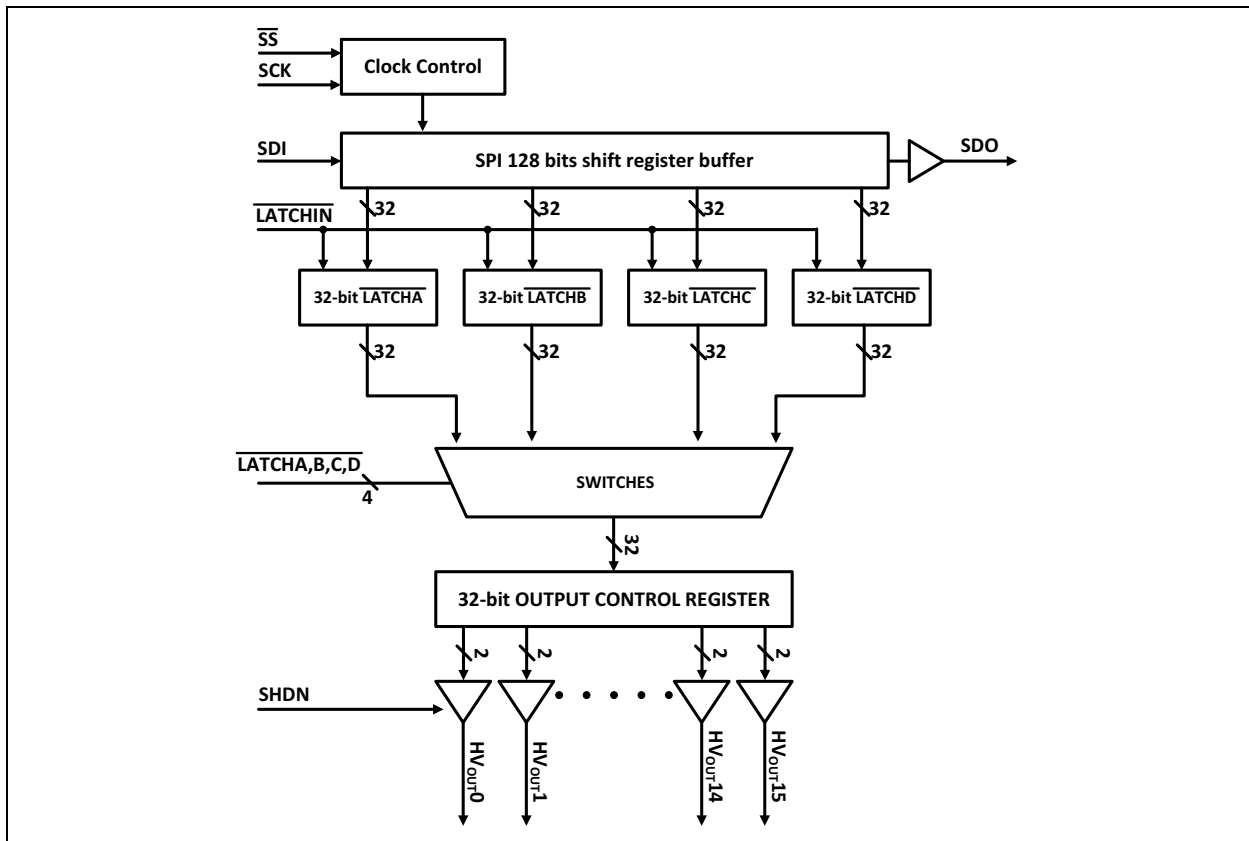 SS
SCK
Clock Control
SDI
SPI 128 bits shift register buffer
SDO
32
32
32
32
LATCHIN
32-bit LATCHA
32-bit LATCHB
32-bit LATCHC
32-bit LATCHD
32
32
32
32
LATCHA,B,C,D
4
SWITCHES
32
32-bit OUTPUT CONTROL REGISTER
2
2
2
2
SHDN
HVOUT0
HVOUT1
HVOUT14
HVOUT15